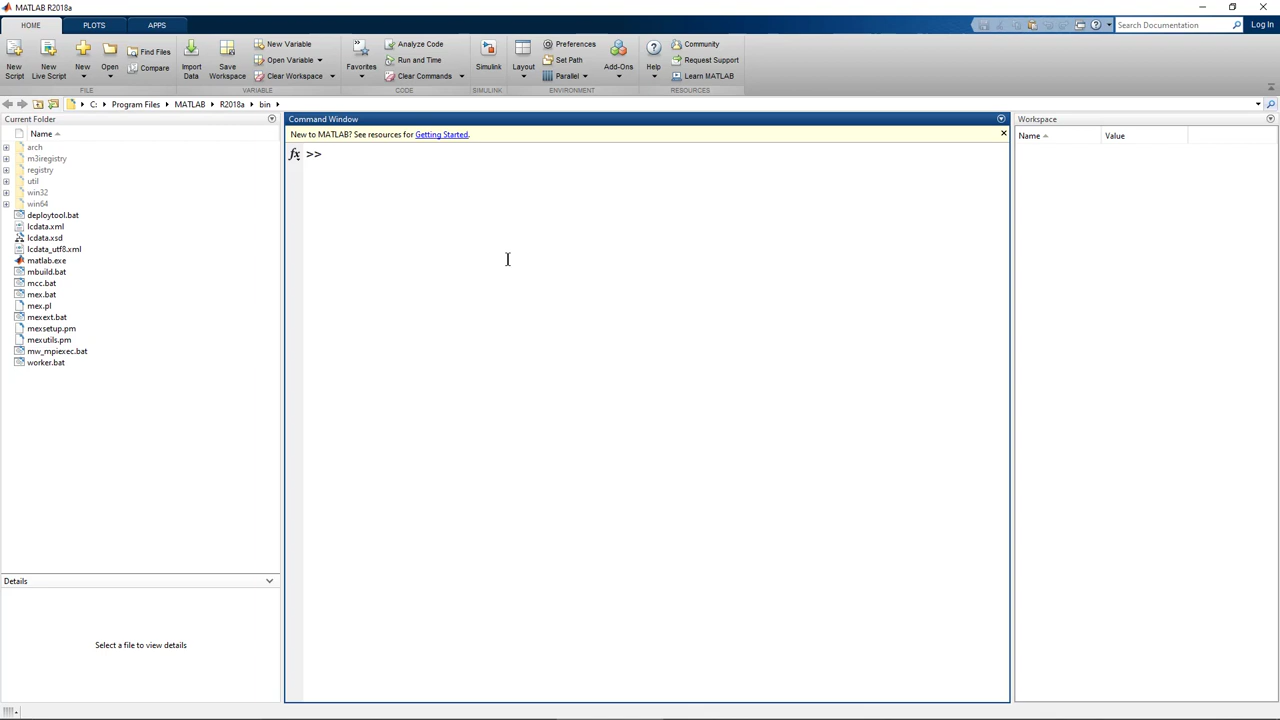 MATLAB R2018a
HOME PLOTS APPS
Search Documentation Log In
New Script
New Live Script
New
Open
Find Files
Compare
Import Data
Save Workspace
New Variable
Open Variable
Clear Workspace
Favorites
Analyze Code
Run and Time
Clear Commands
Simulink
Layout
Preferences
Set Path
Parallel
Add-Ons
Help
Community
Request Support
Learn MATLAB
FILE VARIABLE CODE SIMULINK ENVIRONMENT RESOURCES
C: Program Files MATLAB R2018a bin
Current Folder
Name
arch
m3iregistry
registry
util
win32
win64
deploytool.bat
lcdata.xml
lcdata.xsd
lcdata_utf8.xml
matlab.exe
mbuild.bat
mcc.bat
mex.bat
mex.pl
mexext.bat
mexsetup.pm
mexutils.pm
mw_mpiexec.bat
worker.bat
Details
Select a file to view details
Command Window
New to MATLAB? See resources for Getting Started.
fx >>
Workspace
Name Value